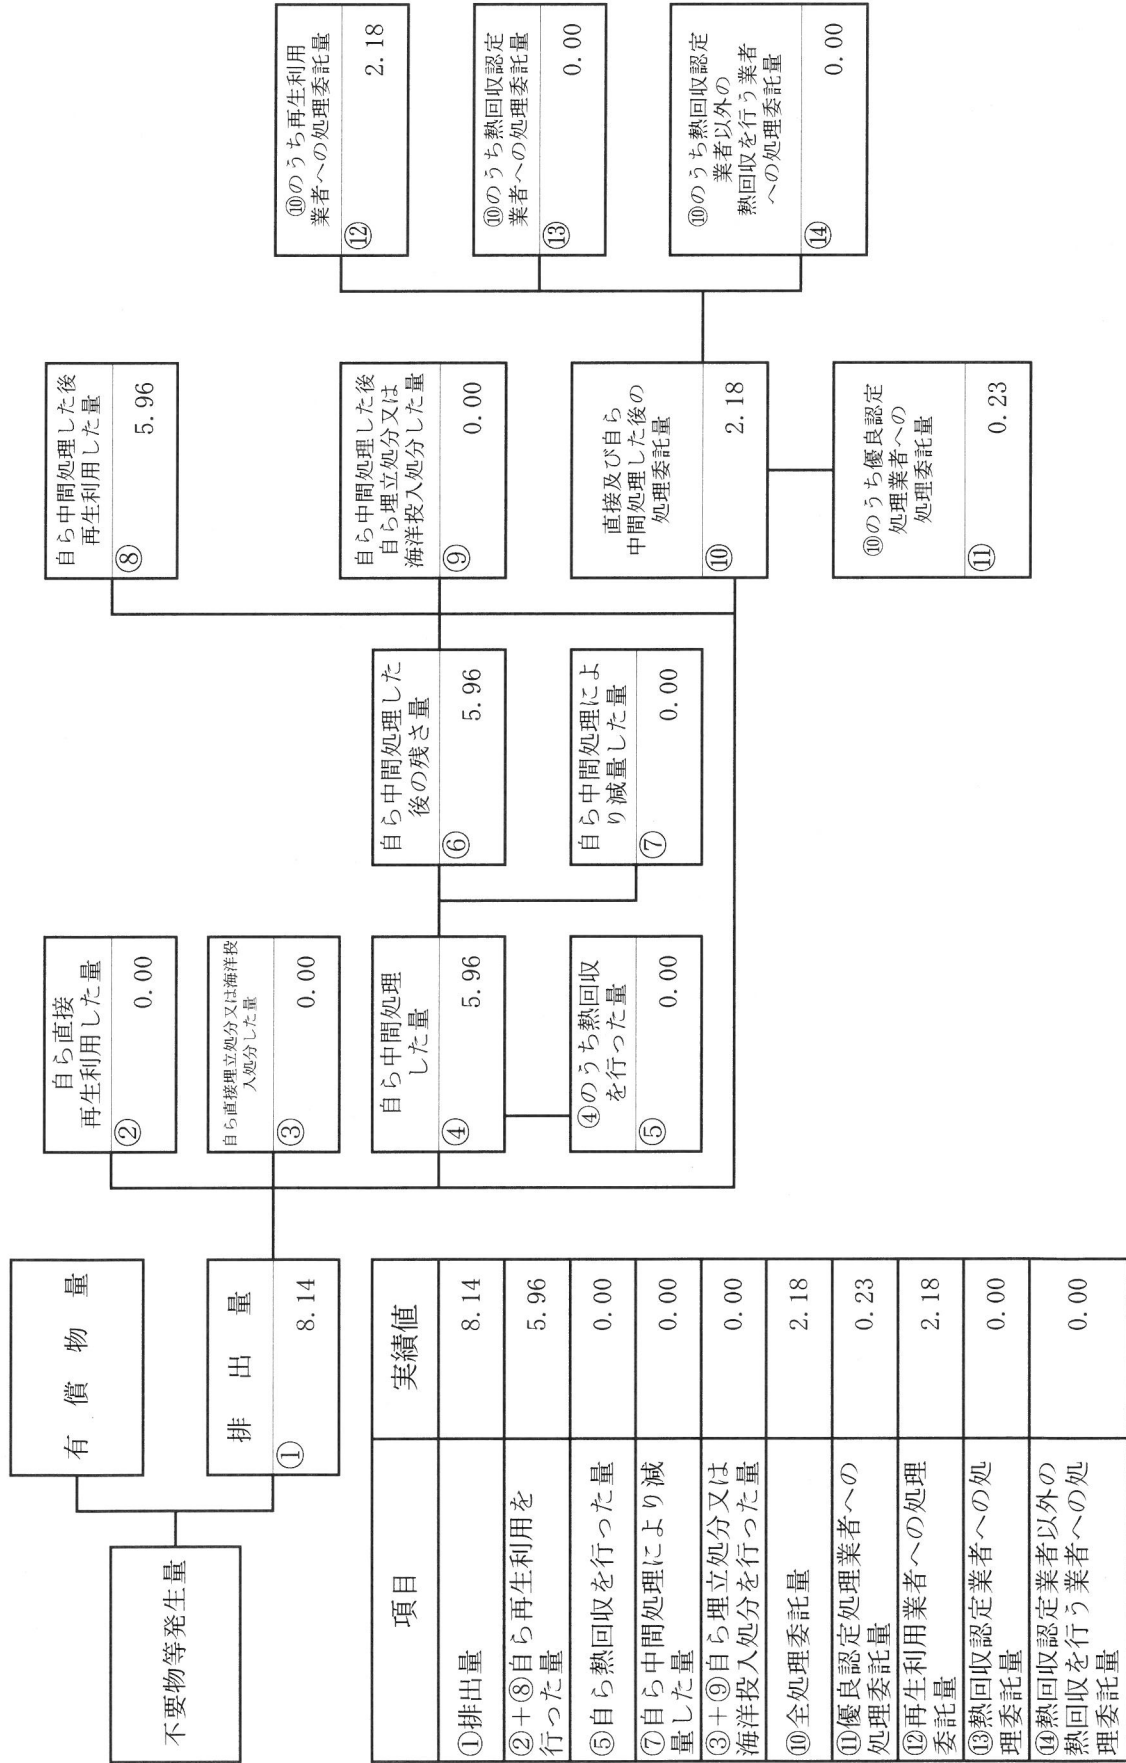 不要物等発生量
有償物量
排出量
①
8.14
自ら直接
再生利用した量
②
0.00
自ら直接埋立処分又は海洋投
入処分した量
③
0.00
自ら中間処理
した量
④
5.96
④のうち熱回収
を行った量
⑤
0.00
自ら中間処理した
後の残さ量
⑥
5.96
自ら中間処理によ
り減量した量
⑦
0.00
自ら中間処理した後
再生利用した量
⑧
5.96
自ら中間処理した後
自ら埋立処分又は
海洋投入処分した量
⑨
0.00
直接及び自ら
中間処理した後の
処理委託量
⑩
2.18
⑩のうち優良認定
処理業者への
処理委託量
⑪
0.23
⑩のうち再生利用
業者への処理委託量
⑫
2.18
⑩のうち熱回収認定
業者への処理委託量
⑬
0.00
⑩のうち熱回収認定
業者以外の
熱回収を行う業者
への処理委託量
⑭
0.00
項目 実績値
①排出量 8.14
②+⑧自ら再生利用を
行った量 5.96
⑤自ら熱回収を行った量 0.00
⑦自ら中間処理により減
量した量 0.00
③+⑨自ら埋立処分又は
海洋投入処分を行った量 0.00
⑩全処理委託量 2.18
⑪優良認定処理業者への
処理委託量 0.23
⑫再生利用業者への処理
委託量 2.18
⑬熱回収認定業者への処
理委託量 0.00
⑭熱回収認定業者以外の
熱回収を行う業者への処
理委託量 0.00